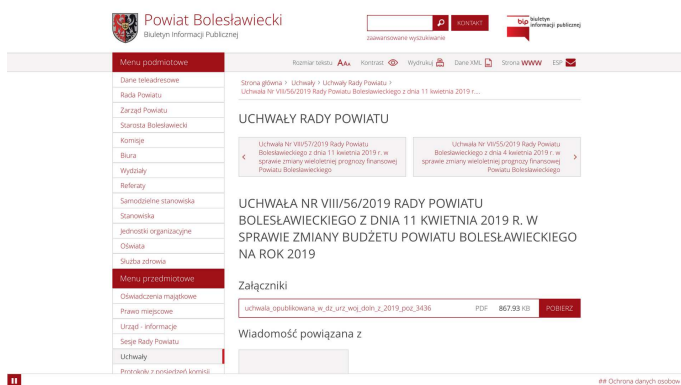 Powiat Bolesławiecki
Biuletyn Informacji Publicznej
KONTAKT
zaawansowane wyszukiwanie
bip biuletyn
informacji publicznej
Menu podmiotowe
Rozmiar tekstu AAA Kontrast Wydrukuj Dane XML Strona WWW ESP
Dane teleadresowe
Rada Powiatu
Zarząd Powiatu
Starosta Bolesławiecki
Komisje
Biura
Wydziały
Referaty
Samodzielne stanowiska
Stanowiska
Jednostki organizacyjne
Oświata
Służba zdrowia
Menu przedmiotowe
Oświadczenia majątkowe
Prawo miejscowe
Urząd - informacje
Sesje Rady Powiatu
Uchwały
Protokoły z posiedzeń komisji
Strona główna > Uchwały > Uchwały Rady Powiatu >
Uchwała Nr VIII/56/2019 Rady Powiatu Bolesławieckiego z dnia 11 kwietnia 2019 r....
UCHWAŁY RADY POWIATU
Uchwała Nr VIII/57/2019 Rady Powiatu
Bolesławieckiego z dnia 11 kwietnia 2019 r. w
sprawie zmiany wieloletniej prognozy finansowej
Powiatu Bolesławieckiego
Uchwała Nr VII/55/2019 Rady Powiatu
Bolesławieckiego z dnia 4 kwietnia 2019 r. w
sprawie zmiany wieloletniej prognozy finansowej
Powiatu Bolesławieckiego
UCHWAŁA NR VIII/56/2019 RADY POWIATU
BOLESŁAWIECKIEGO Z DNIA 11 KWIETNIA 2019 R. W
SPRAWIE ZMIANY BUDŻETU POWIATU BOLESŁAWIECKIEGO
NA ROK 2019
Załączniki
uchwala_opublikowana_w_dz_urz_woj_doln_z_2019_poz_3436 PDF 867.93 KB POBIERZ
Wiadomość powiązana z
## Ochrona danych osobow